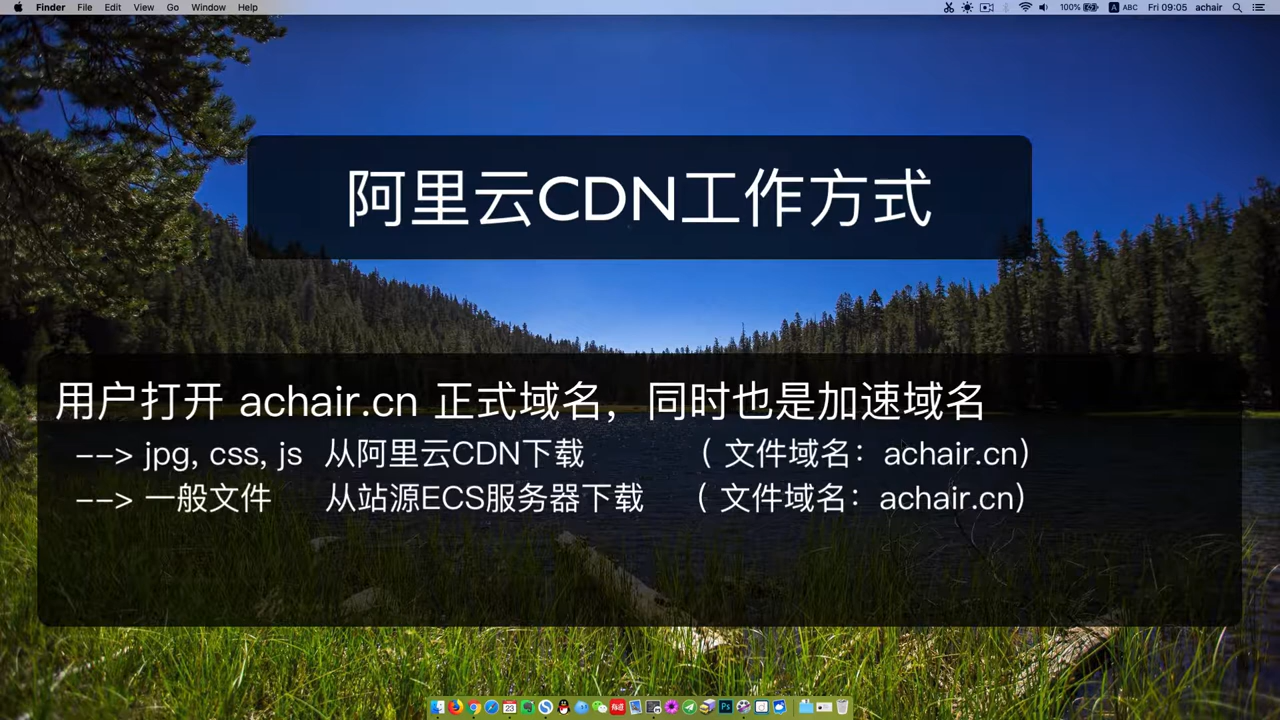 Finder File Edit View Go Window Help 100% A ABC Fri 09:05 achair
阿里云CDN工作方式
用户打开 achair.cn 正式域名，同时也是加速域名
--> jpg, css, js 从阿里云CDN下载 （ 文件域名：achair.cn）
--> 一般文件 从站源ECS服务器下载 （ 文件域名：achair.cn）
23 Ps